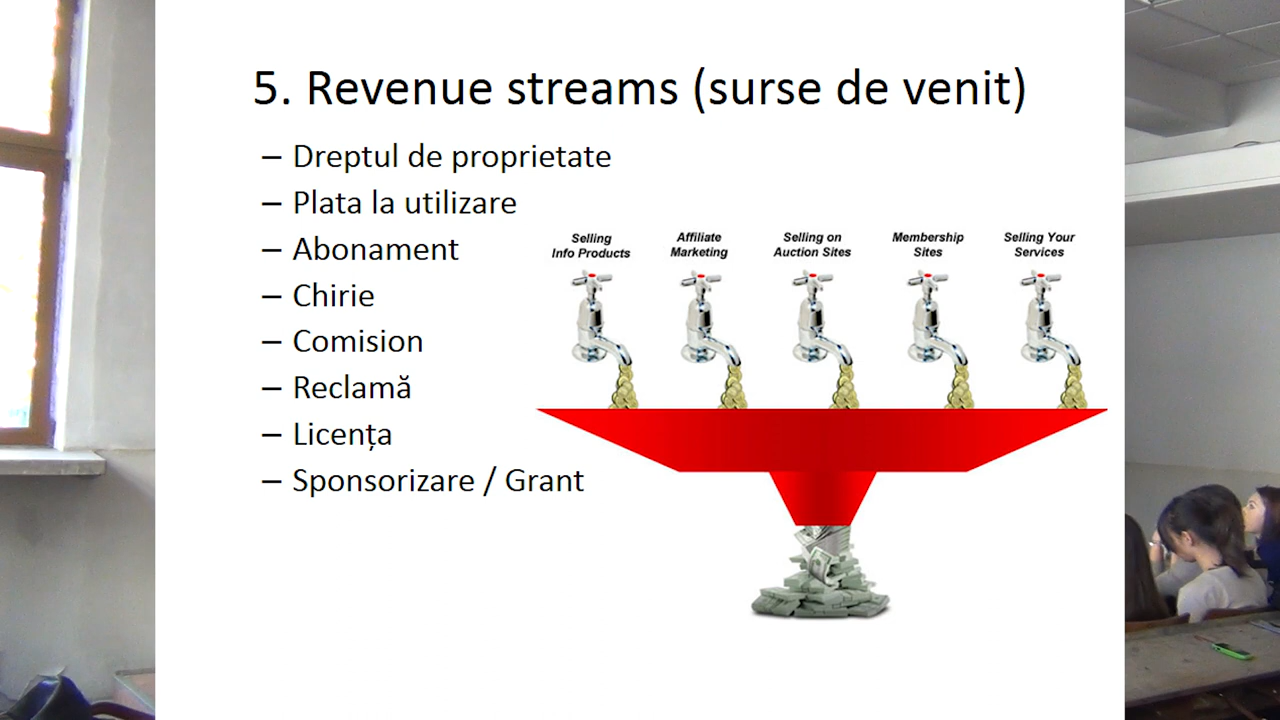 5. Revenue streams (surse de venit)
– Dreptul de proprietate
– Plata la utilizare
– Abonament
– Chirie
– Comision
– Reclamă
– Licența
– Sponsorizare / Grant
Selling
Info Products
Affiliate
Marketing
Selling on
Auction Sites
Membership
Sites
Selling Your
Services